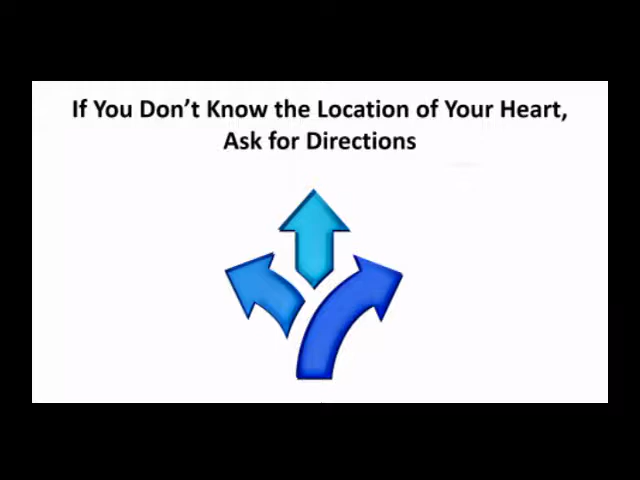 If You Don’t Know the Location of Your Heart,
Ask for Directions